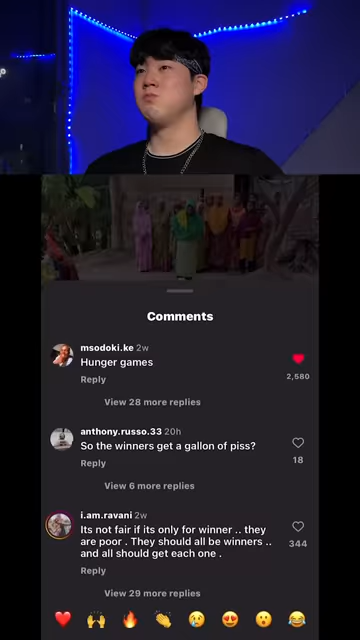 Comments
msodoki.ke 2w
Hunger games
Reply
2,580
View 28 more replies
anthony.russo.33 20h
So the winners get a gallon of piss?
Reply
18
View 6 more replies
i.am.ravani 2w
Its not fair if its only for winner .. they
are poor . They should all be winners ..
and all should get each one .
344
Reply
View 29 more replies